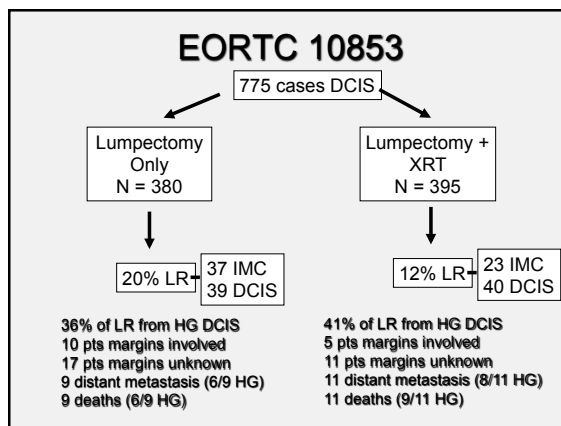 EORTC 10853
775 cases DCIS
Lumpectomy
Only
N = 380
Lumpectomy +
XRT
N = 395
20% LR
37 IMC
39 DCIS
12% LR
23 IMC
40 DCIS
36% of LR from HG DCIS
10 pts margins involved
17 pts margins unknown
9 distant metastasis (6/9 HG)
9 deaths (6/9 HG)
41% of LR from HG DCIS
5 pts margins involved
11 pts margins unknown
11 distant metastasis (8/11 HG)
11 deaths (9/11 HG)